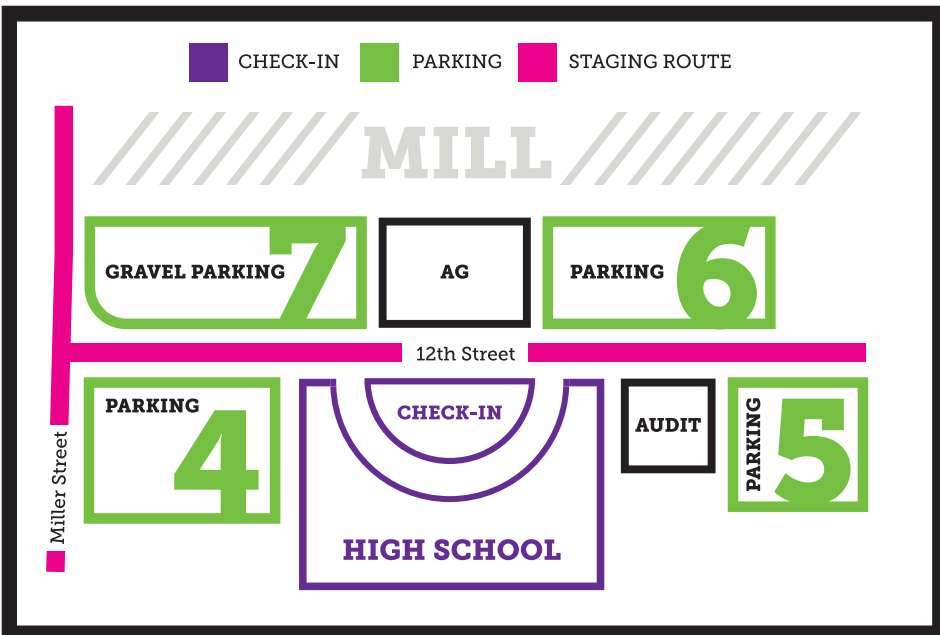 CHECK-IN
PARKING
STAGING ROUTE
MILL
GRAVEL PARKING 7
AG
PARKING 6
12th Street
PARKING
4
CHECK-IN
AUDIT
PARKING 5
Miller Street
HIGH SCHOOL